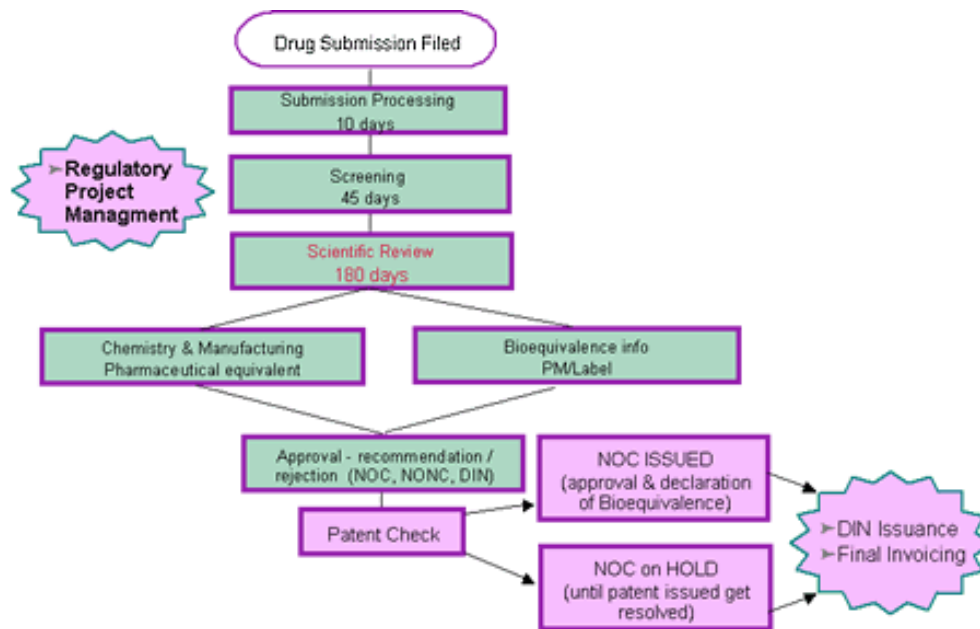 Drug Submission Filed
Submission Processing
10 days
➢ Regulatory
Project
Managment
Screening
45 days
Scientific Review
180 days
Chemistry & Manufacturing
Pharmaceutical equivalent
Bioequivalence info
PM/Label
Approval - recommendation /
rejection (NOC, NONC, DIN)
NOC ISSUED
(approval & declaration
of Bioequivalence)
Patent Check
NOC on HOLD
(until patent issued get
resolved)
➢ DIN Issuance
➢ Final Invoicing